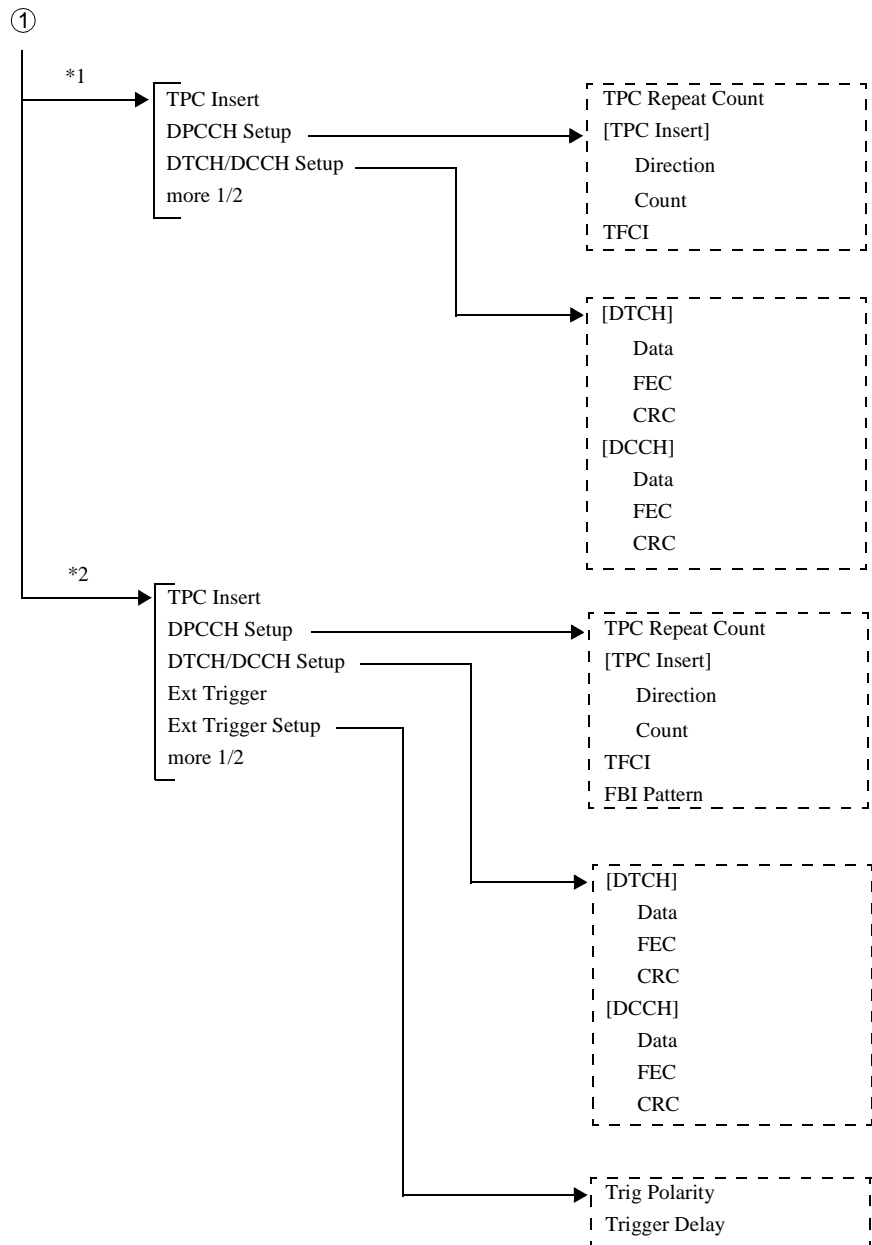 ①
*1
TPC Insert
DPCCH Setup
DTCH/DCCH Setup
more 1/2
TPC Repeat Count
[TPC Insert]
Direction
Count
TFCI
[DTCH]
Data
FEC
CRC
[DCCH]
Data
FEC
CRC
*2
TPC Insert
DPCCH Setup
DTCH/DCCH Setup
Ext Trigger
Ext Trigger Setup
more 1/2
TPC Repeat Count
[TPC Insert]
Direction
Count
TFCI
FBI Pattern
[DTCH]
Data
FEC
CRC
[DCCH]
Data
FEC
CRC
Trig Polarity
Trigger Delay